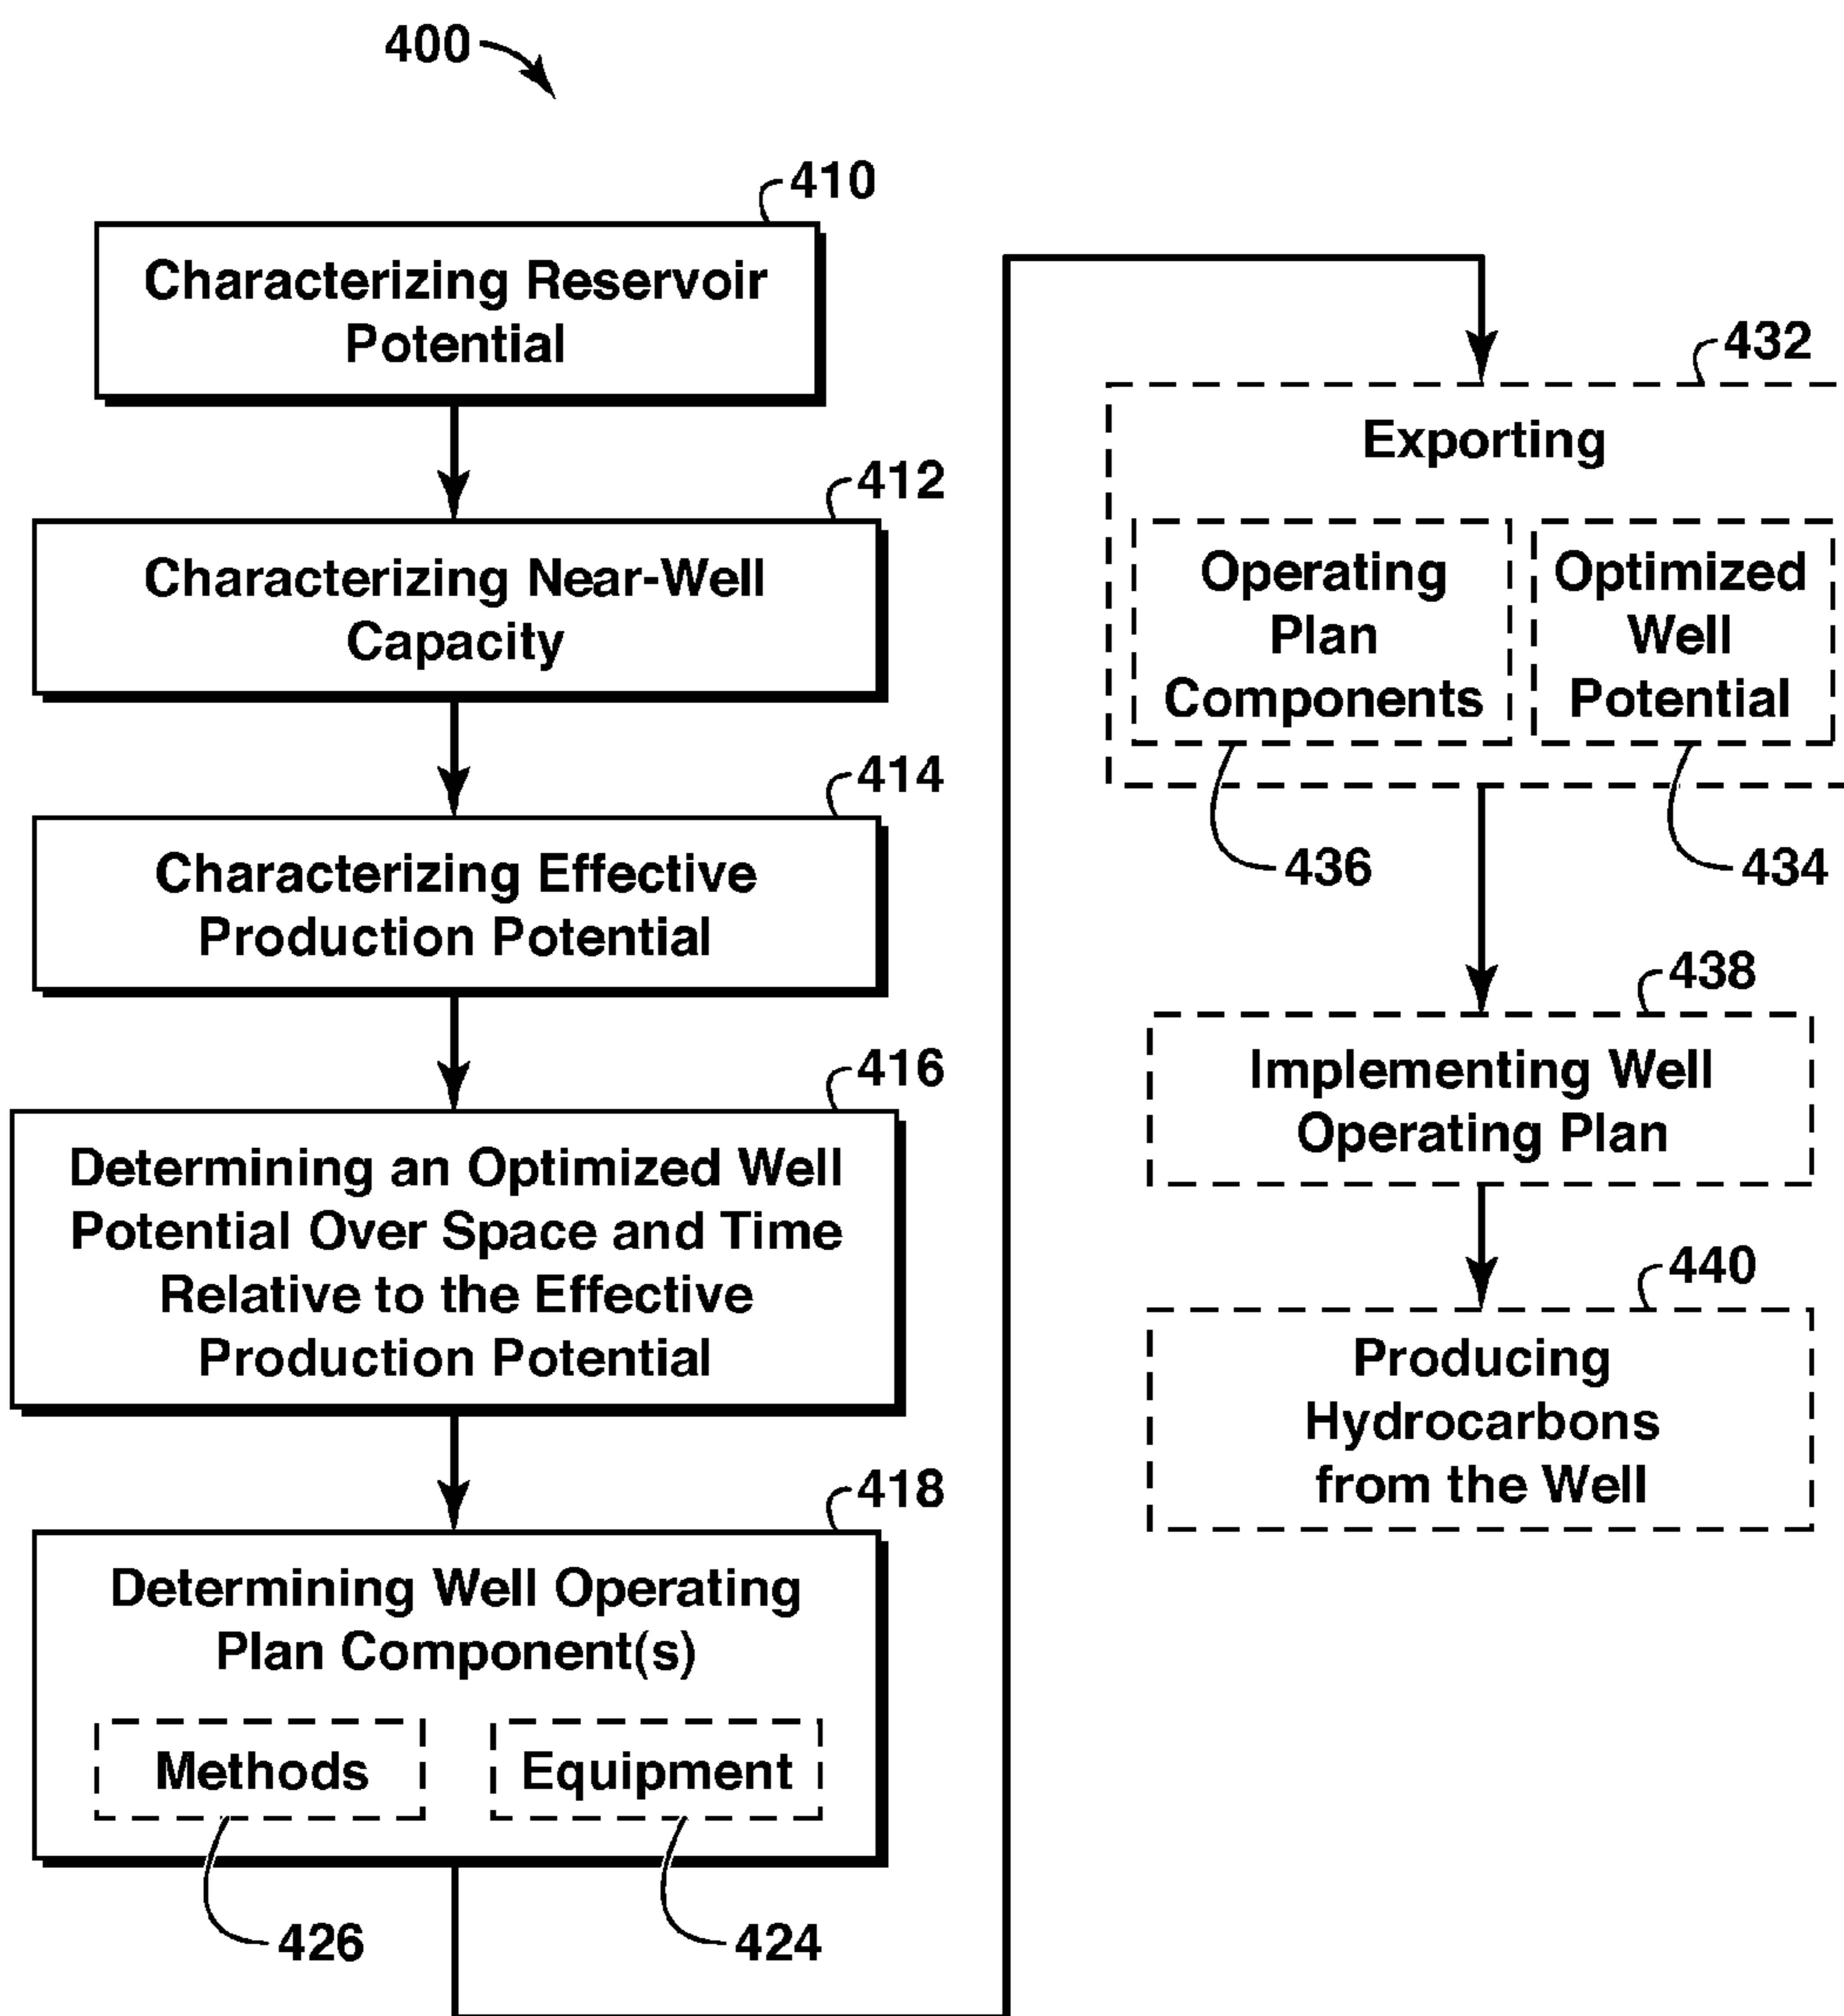 400
410
Characterizing Reservoir
Potential
412
Characterizing Near-Well
Capacity
414
Characterizing Effective
Production Potential
416
Determining an Optimized Well
Potential Over Space and Time
Relative to the Effective
Production Potential
418
Determining Well Operating
Plan Component(s)
Methods
Equipment
426
424
432
Exporting
Operating
Plan
Components
Optimized
Well
Potential
436
434
438
Implementing Well
Operating Plan
440
Producing
Hydrocarbons
from the Well